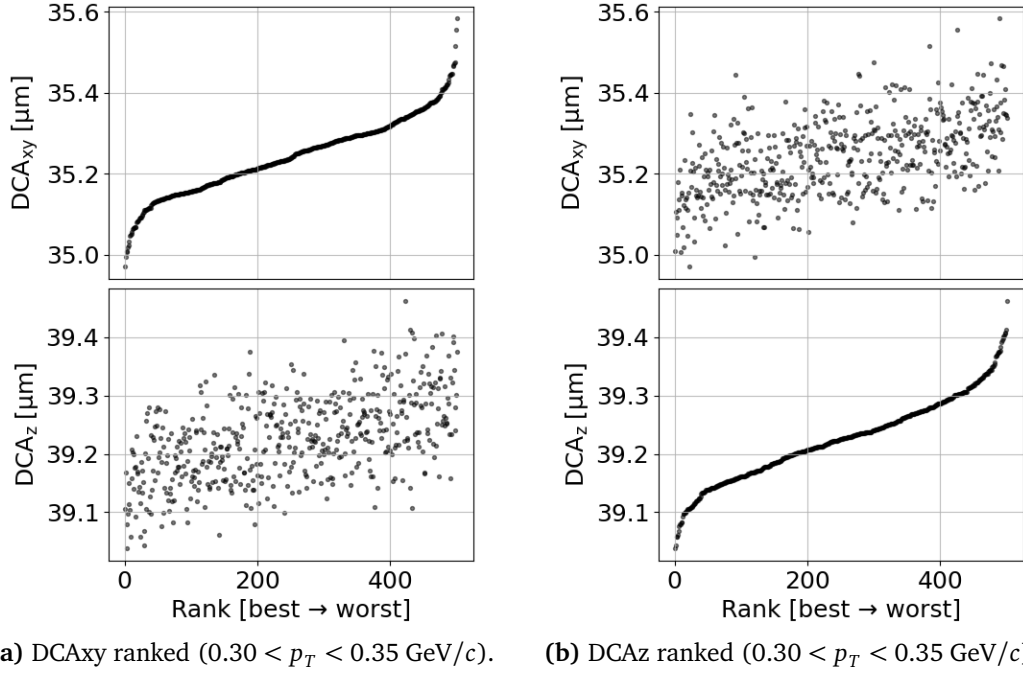 35.6
35.4
35.2
35.0
DCAxy [μm]
39.4
39.3
39.2
39.1
DCAz [μm]
0 200 400
Rank [best → worst]
a) DCAxy ranked (0.30 < pT < 0.35 GeV/c).
35.6
35.4
35.2
35.0
DCAxy [μm]
39.4
39.3
39.2
39.1
DCAz [μm]
0 200 400
Rank [best → worst]
(b) DCAz ranked (0.30 < pT < 0.35 GeV/c